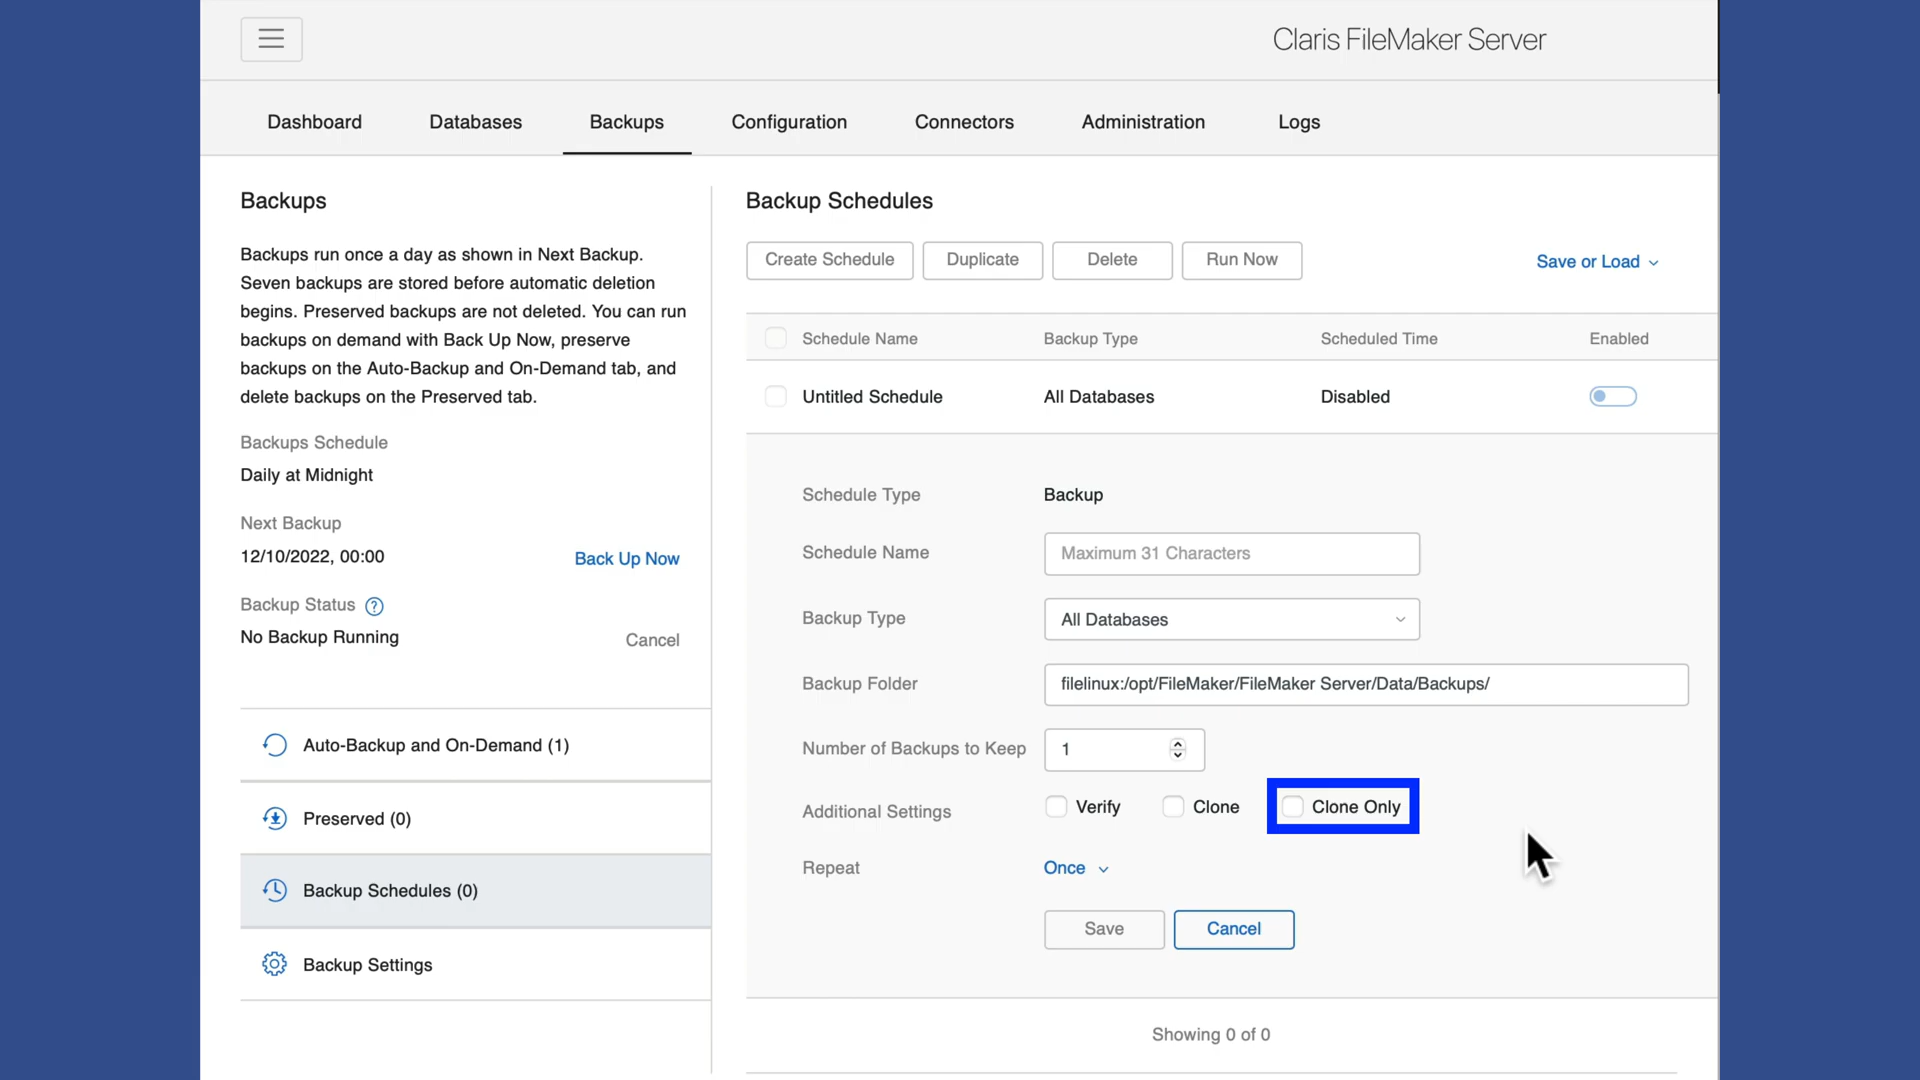 Claris FileMaker Server
Dashboard
Databases
Backups
Configuration
Connectors
Administration
Logs
Backups
Backups run once a day as shown in Next Backup.
Seven backups are stored before automatic deletion
begins. Preserved backups are not deleted. You can run
backups on demand with Back Up Now, preserve
backups on the Auto-Backup and On-Demand tab, and
delete backups on the Preserved tab.
Backups Schedule
Daily at Midnight
Next Backup
12/10/2022, 00:00
Back Up Now
Backup Status ?
No Backup Running
Cancel
Auto-Backup and On-Demand (1)
Preserved (0)
Backup Schedules (0)
Backup Settings
Backup Schedules
Create Schedule
Duplicate
Delete
Run Now
Save or Load
Schedule Name
Backup Type
Scheduled Time
Enabled
Untitled Schedule
All Databases
Disabled
Schedule Type
Backup
Schedule Name
Maximum 31 Characters
Backup Type
All Databases
Backup Folder
filelinux:/opt/FileMaker/FileMaker Server/Data/Backups/
Number of Backups to Keep
1
Additional Settings
Verify
Clone
Clone Only
Repeat
Once
Save
Cancel
Showing 0 of 0